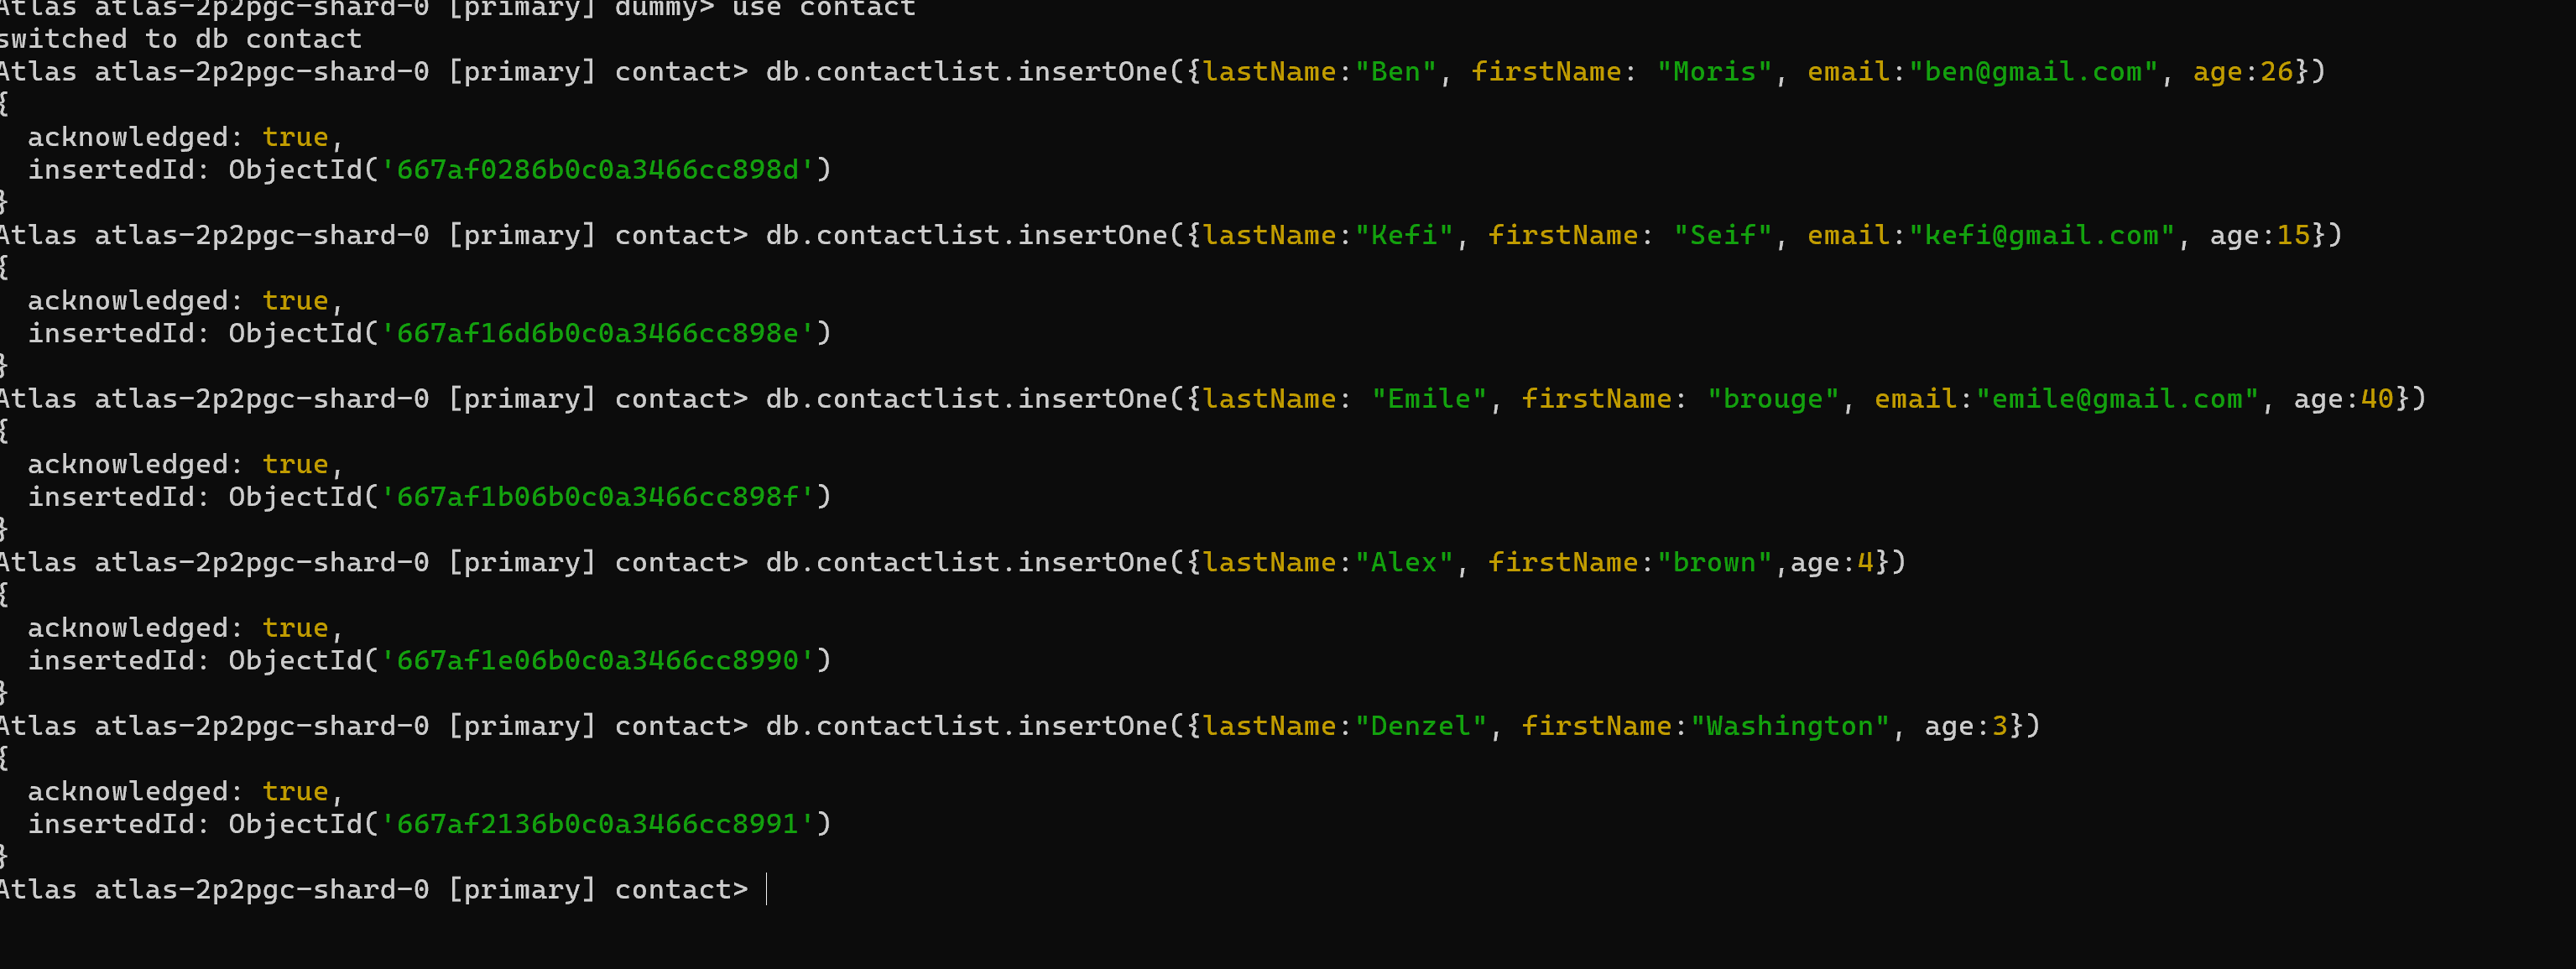 Atlas atlas-2p2pgc-shard-0 [primary] dummy> use contact
switched to db contact
Atlas atlas-2p2pgc-shard-0 [primary] contact> db.contactlist.insertOne({lastName:"Ben", firstName: "Moris", email:"ben@gmail.com", age:26})
{
  acknowledged: true,
  insertedId: ObjectId('667af0286b0c0a3466cc898d')
}
Atlas atlas-2p2pgc-shard-0 [primary] contact> db.contactlist.insertOne({lastName:"Kefi", firstName: "Seif", email:"kefi@gmail.com", age:15})
{
  acknowledged: true,
  insertedId: ObjectId('667af16d6b0c0a3466cc898e')
}
Atlas atlas-2p2pgc-shard-0 [primary] contact> db.contactlist.insertOne({lastName: "Emile", firstName: "brouge", email:"emile@gmail.com", age:40})
{
  acknowledged: true,
  insertedId: ObjectId('667af1b06b0c0a3466cc898f')
}
Atlas atlas-2p2pgc-shard-0 [primary] contact> db.contactlist.insertOne({lastName:"Alex", firstName:"brown",age:4})
{
  acknowledged: true,
  insertedId: ObjectId('667af1e06b0c0a3466cc8990')
}
Atlas atlas-2p2pgc-shard-0 [primary] contact> db.contactlist.insertOne({lastName:"Denzel", firstName:"Washington", age:3})
{
  acknowledged: true,
  insertedId: ObjectId('667af2136b0c0a3466cc8991')
}
Atlas atlas-2p2pgc-shard-0 [primary] contact>